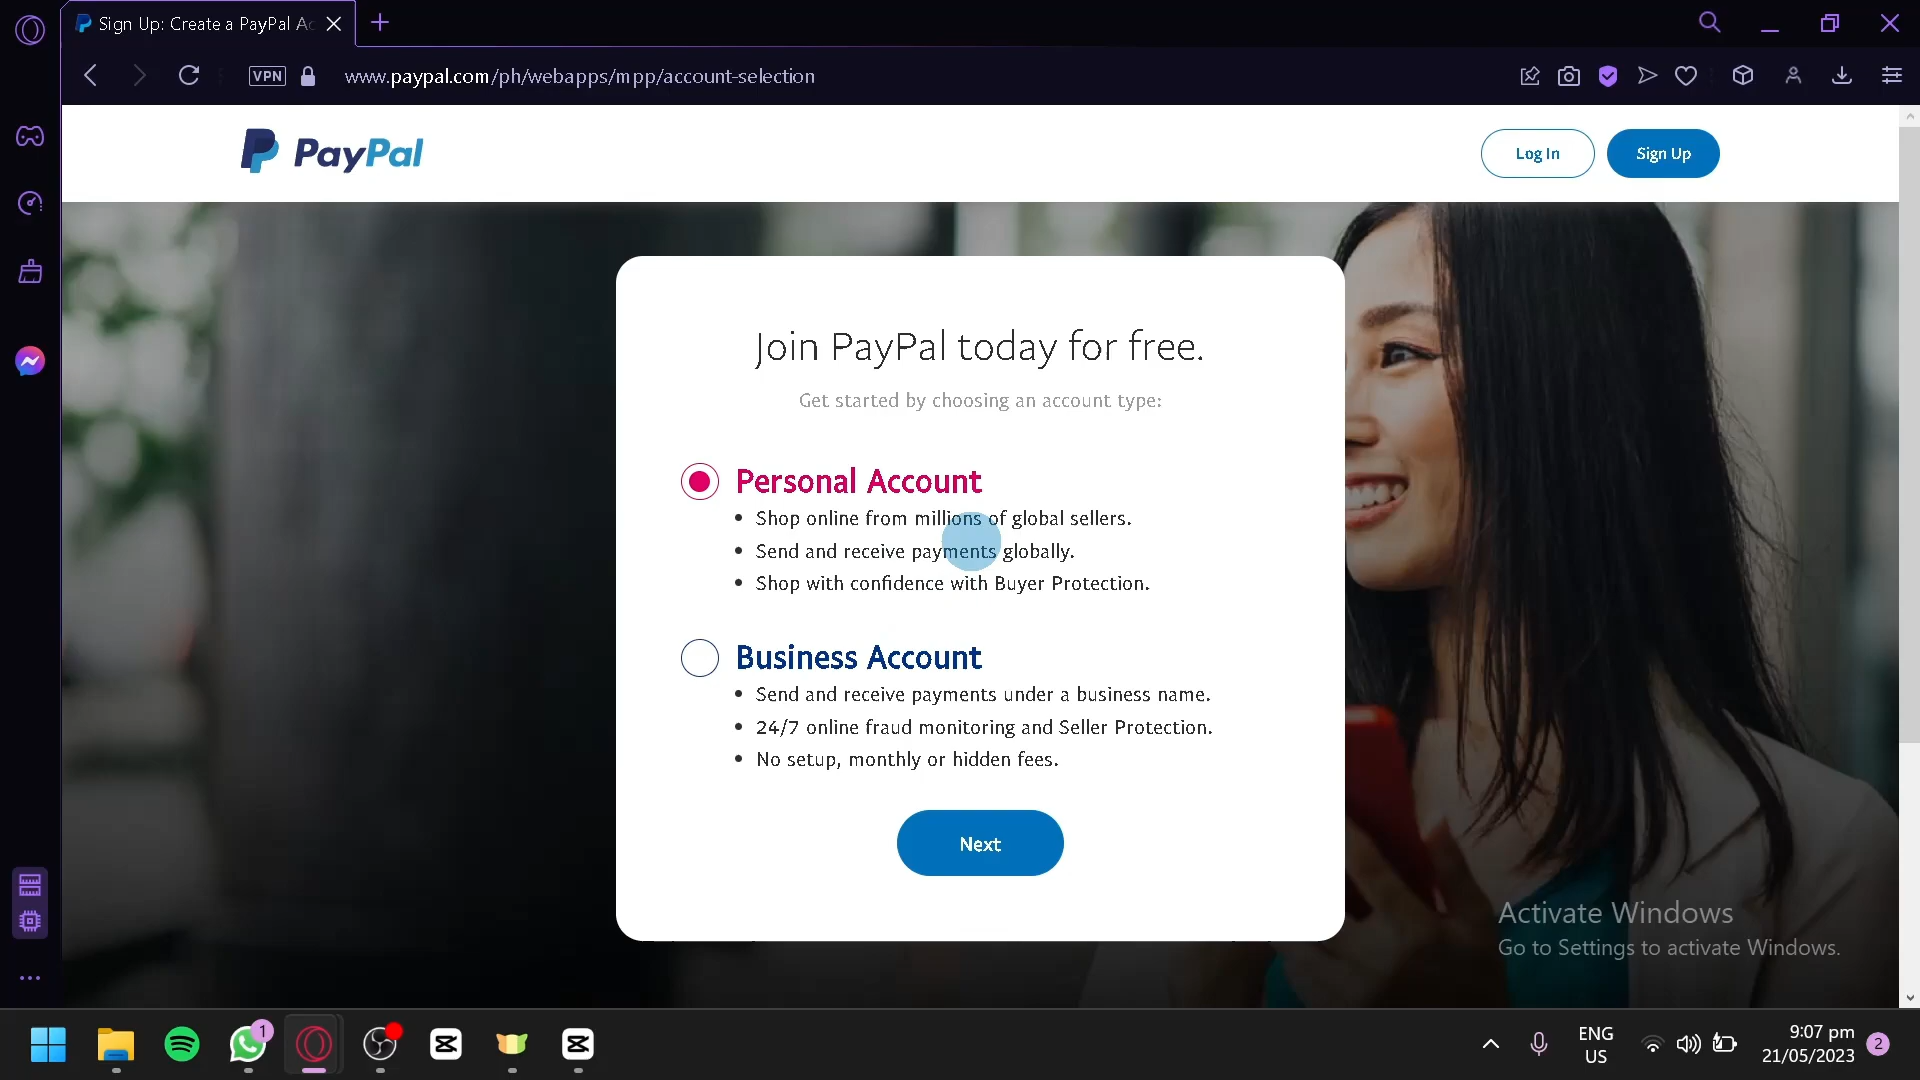 Sign Up: Create a PayPal Ac
VPN
www.paypal.com/ph/webapps/mpp/account-selection
PayPal
Log In
Sign Up
Join PayPal today for free.
Get started by choosing an account type:
Personal Account
Shop online from millions of global sellers.
Send and receive payments globally.
Shop with confidence with Buyer Protection.
Business Account
Send and receive payments under a business name.
24/7 online fraud monitoring and Seller Protection.
No setup, monthly or hidden fees.
Next
Activate Windows
Go to Settings to activate Windows.
1
ENG
US
9:07 pm
21/05/2023
2